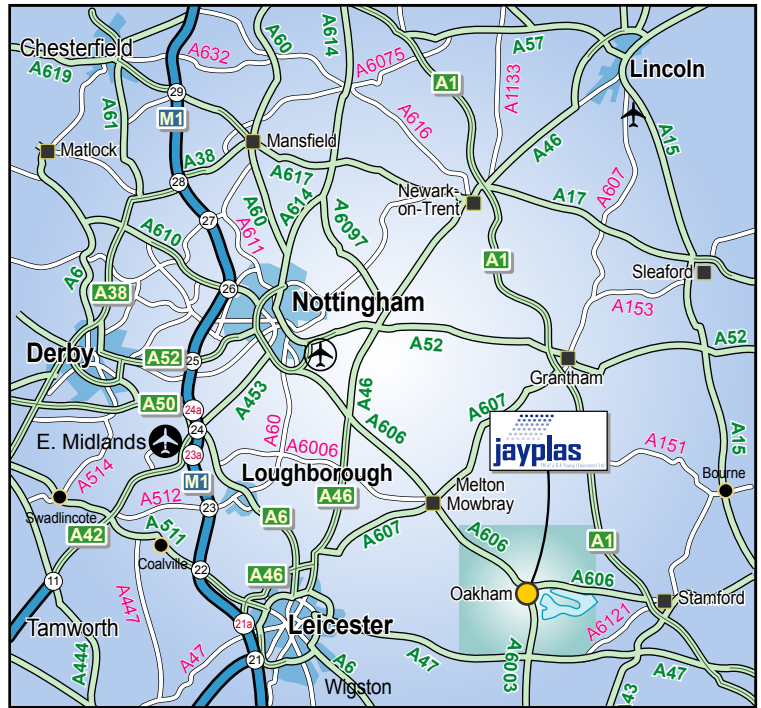 Chesterfield
A632
A60
A614
A57
Lincoln
A619
A61
A6075
A1
A1133
29
M1
A616
A46
A15
Matlock
A38
Mansfield
A617
28
Newark-
on-Trent
A17
A607
A60
A614
A6097
27
A610
A611
A6
A1
Sleaford
A38
26
Nottingham
A153
Derby
A52
25
A52
A52
Grantham
A50
24a
A453
A46
A607
24
E. Midlands
23a
A60
A6006
A606
jayplas
A151
A15
A514
M1
Loughborough
Melton
Mowbray
Bourne
Swadlincote
A512
23
A46
A42
A511
A6
A607
A606
A1
Coalville
22
A46
11
A447
Oakham
A606
Stamford
Tamworth
21a
Leicester
A6121
A444
A47
21
A6
A47
A6003
A47
Wigston
A43